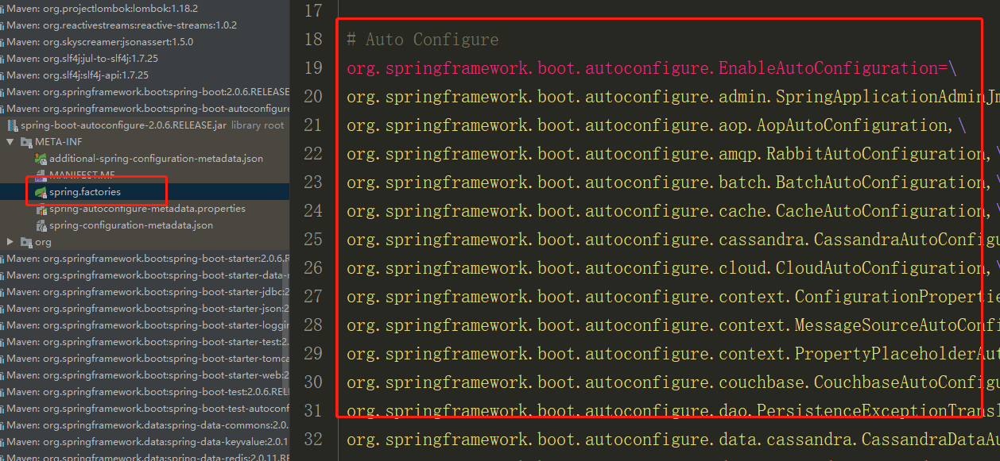 Maven: org.projectlombok:lombok:1.18.2
Maven: org.reactivestreams:reactive-streams:1.0.2
Maven: org.skyscreamer:jsonassert:1.5.0
Maven: org.slf4j:jul-to-slf4j:1.7.25
Maven: org.slf4j:slf4j-api:1.7.25
Maven: org.springframework.boot:spring-boot:2.0.6.RELEASE
Maven: org.springframework.boot:spring-boot-autoconfigure
spring-boot-autoconfigure-2.0.6.RELEASE.jar library root
META-INF
additional-spring-configuration-metadata.json
MANIFEST.MF
spring.factories
spring-autoconfigure-metadata.properties
spring-configuration-metadata.json
org
Maven: org.springframework.boot:spring-boot-starter:2.0.6.R
Maven: org.springframework.boot:spring-boot-starter-data-
Maven: org.springframework.boot:spring-boot-starter-jdbc:2
Maven: org.springframework.boot:spring-boot-starter-json:2
Maven: org.springframework.boot:spring-boot-starter-loggin
Maven: org.springframework.boot:spring-boot-starter-test:2.
Maven: org.springframework.boot:spring-boot-starter-tomca
Maven: org.springframework.boot:spring-boot-starter-web:2
Maven: org.springframework.boot:spring-boot-test:2.0.6.REL
Maven: org.springframework.boot:spring-boot-test-autoconf
Maven: org.springframework.data:spring-data-commons:2.0.
Maven: org.springframework.data:spring-data-keyvalue:2.0.1
Maven: org.springframework.data:spring-data-redis:2.0.11.RE
17
18 # Auto Configure
19 org.springframework.boot.autoconfigure.EnableAutoConfiguration=\
20 org.springframework.boot.autoconfigure.admin.SpringApplicationAdminJm
21 org.springframework.boot.autoconfigure.aop.AopAutoConfiguration,\
22 org.springframework.boot.autoconfigure.amqp.RabbitAutoConfiguration,\
23 org.springframework.boot.autoconfigure.batch.BatchAutoConfiguration,\
24 org.springframework.boot.autoconfigure.cache.CacheAutoConfiguration,\
25 org.springframework.boot.autoconfigure.cassandra.CassandraAutoConfigu
26 org.springframework.boot.autoconfigure.cloud.CloudAutoConfiguration,\
27 org.springframework.boot.autoconfigure.context.ConfigurationPropertie
28 org.springframework.boot.autoconfigure.context.MessageSourceAutoConfi
29 org.springframework.boot.autoconfigure.context.PropertyPlaceholderAut
30 org.springframework.boot.autoconfigure.couchbase.CouchbaseAutoConfigu
31 org.springframework.boot.autoconfigure.dao.PersistenceExceptionTransl
32 org.springframework.boot.autoconfigure.data.cassandra.CassandraDataAu